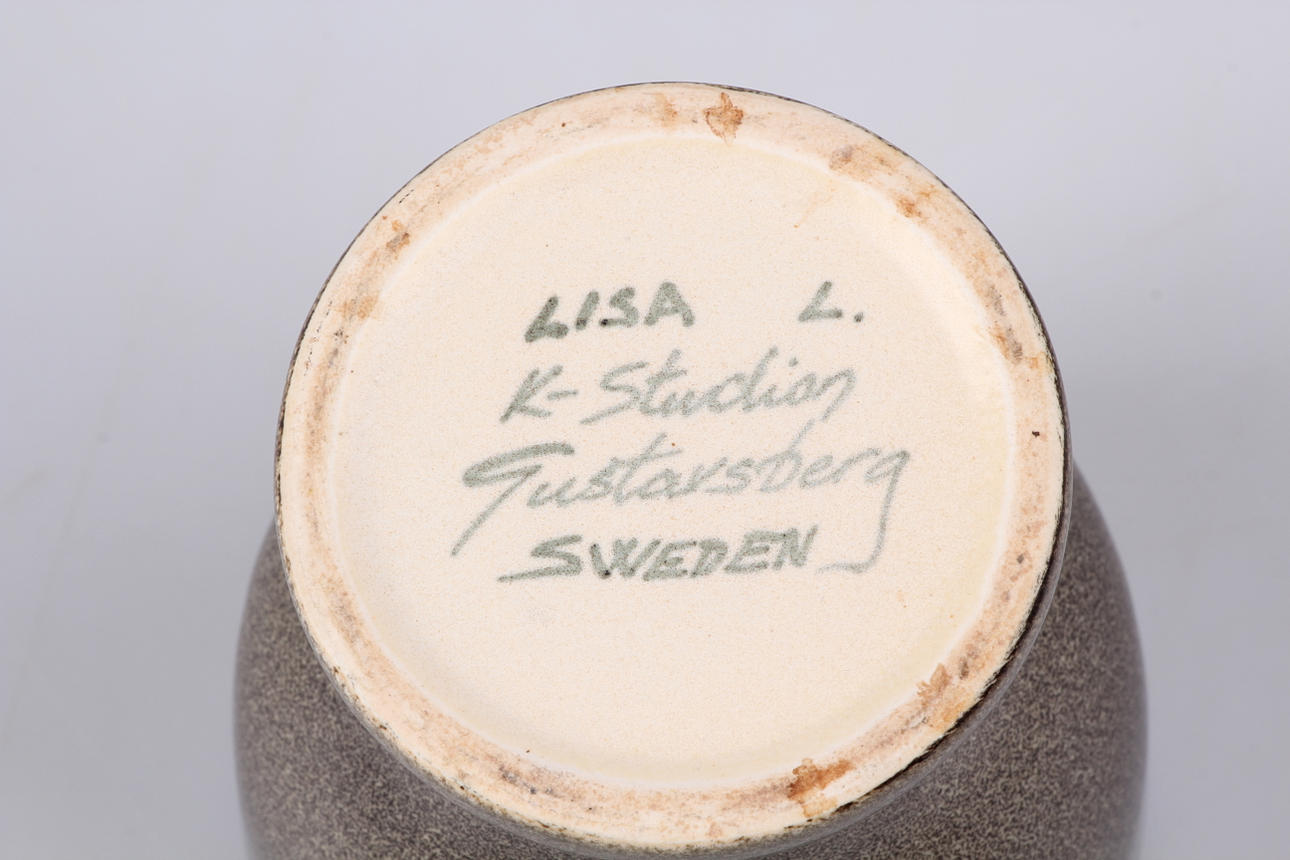 LISA L.
K-Studion
Gustavsberg
SWEDEN